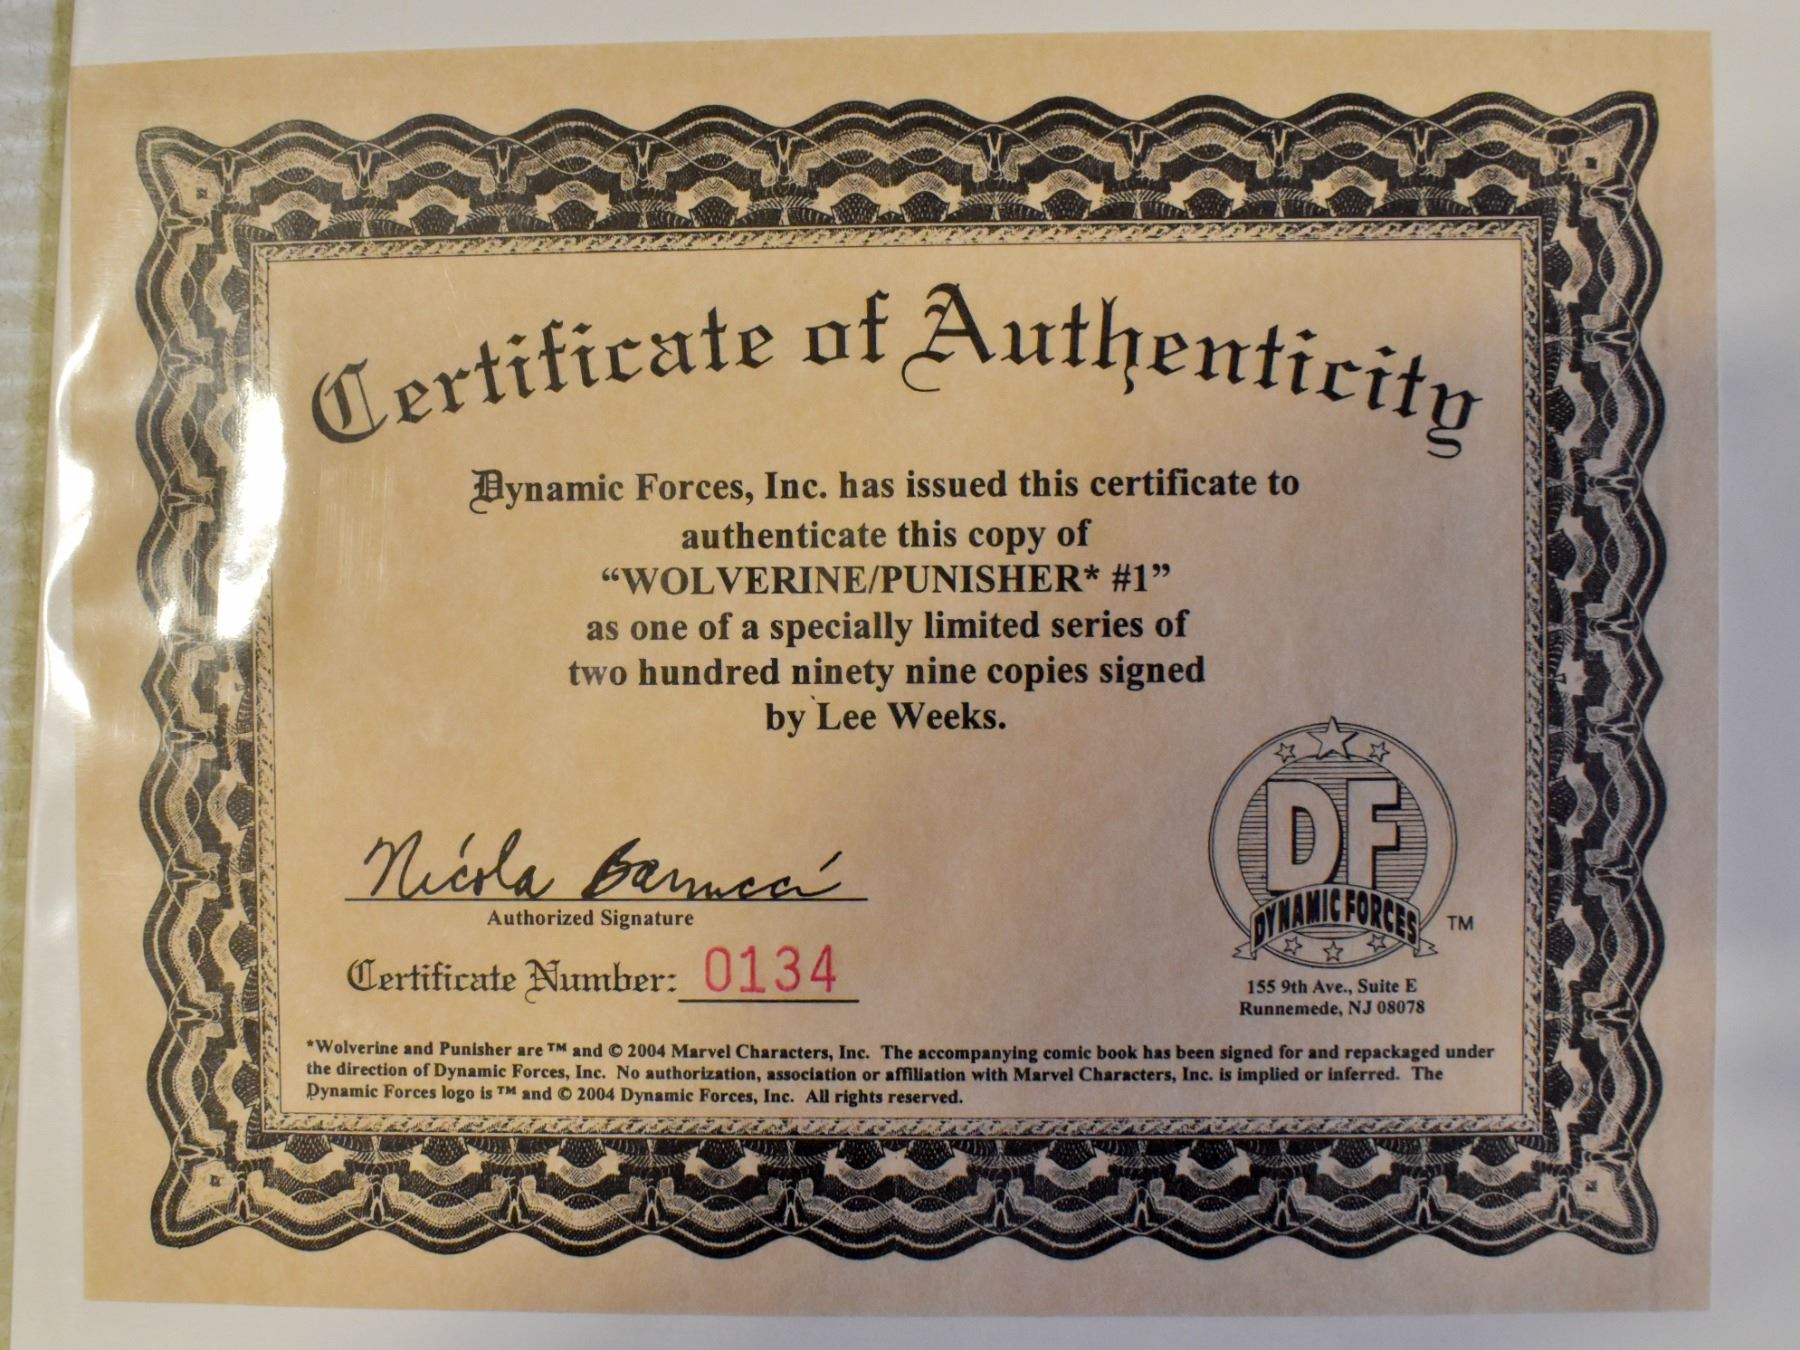 Certificate of Authenticity
Dynamic Forces, Inc. has issued this certificate to
authenticate this copy of
“WOLVERINE/PUNISHER* #1”
as one of a specially limited series of
two hundred ninety nine copies signed
by Lee Weeks.
Nicola Barrucci
Authorized Signature
Certificate Number: 0134
DF
DYNAMIC FORCES TM
155 9th Ave., Suite E
Runnemede, NJ 08078
*Wolverine and Punisher are ™ and © 2004 Marvel Characters, Inc. The accompanying comic book has been signed for and repackaged under
the direction of Dynamic Forces, Inc. No authorization, association or affiliation with Marvel Characters, Inc. is implied or inferred. The
Dynamic Forces logo is ™ and © 2004 Dynamic Forces, Inc. All rights reserved.